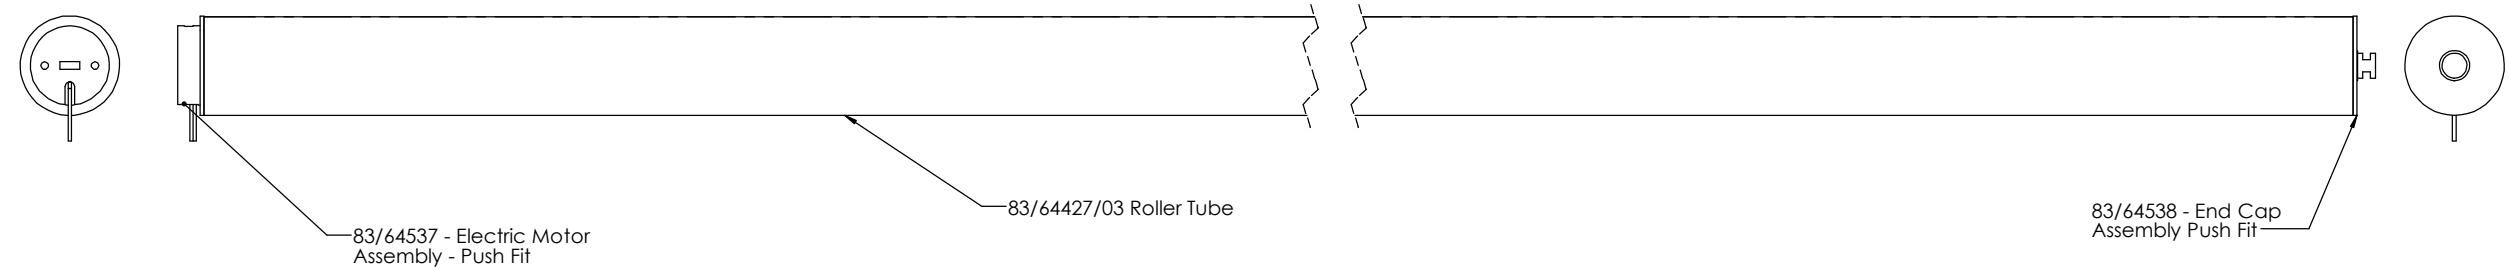 83/64427/03 Roller Tube
83/64537 - Electric Motor
Assembly - Push Fit
83/64538 - End Cap
Assembly Push Fit